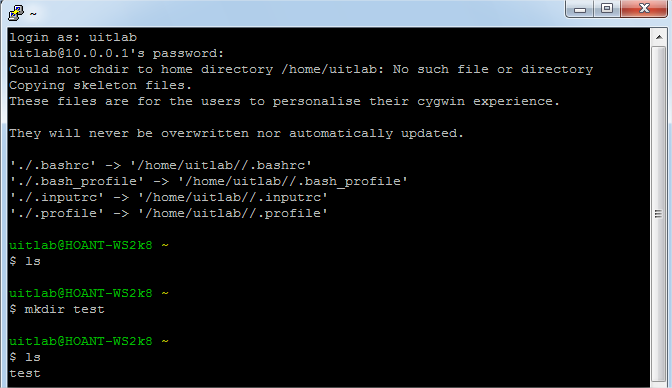 ~
login as: uitlab
uitlab@10.0.0.1's password:
Could not chdir to home directory /home/uitlab: No such file or directory
Copying skeleton files.
These files are for the users to personalise their cygwin experience.
They will never be overwritten nor automatically updated.
'./.bashrc' -> '/home/uitlab//.bashrc'
'./.bash_profile' -> '/home/uitlab//.bash_profile'
'./.inputrc' -> '/home/uitlab//.inputrc'
'./.profile' -> '/home/uitlab//.profile'
uitlab@HOANT-WS2k8 ~
$ ls
uitlab@HOANT-WS2k8 ~
$ mkdir test
uitlab@HOANT-WS2k8 ~
$ ls
test